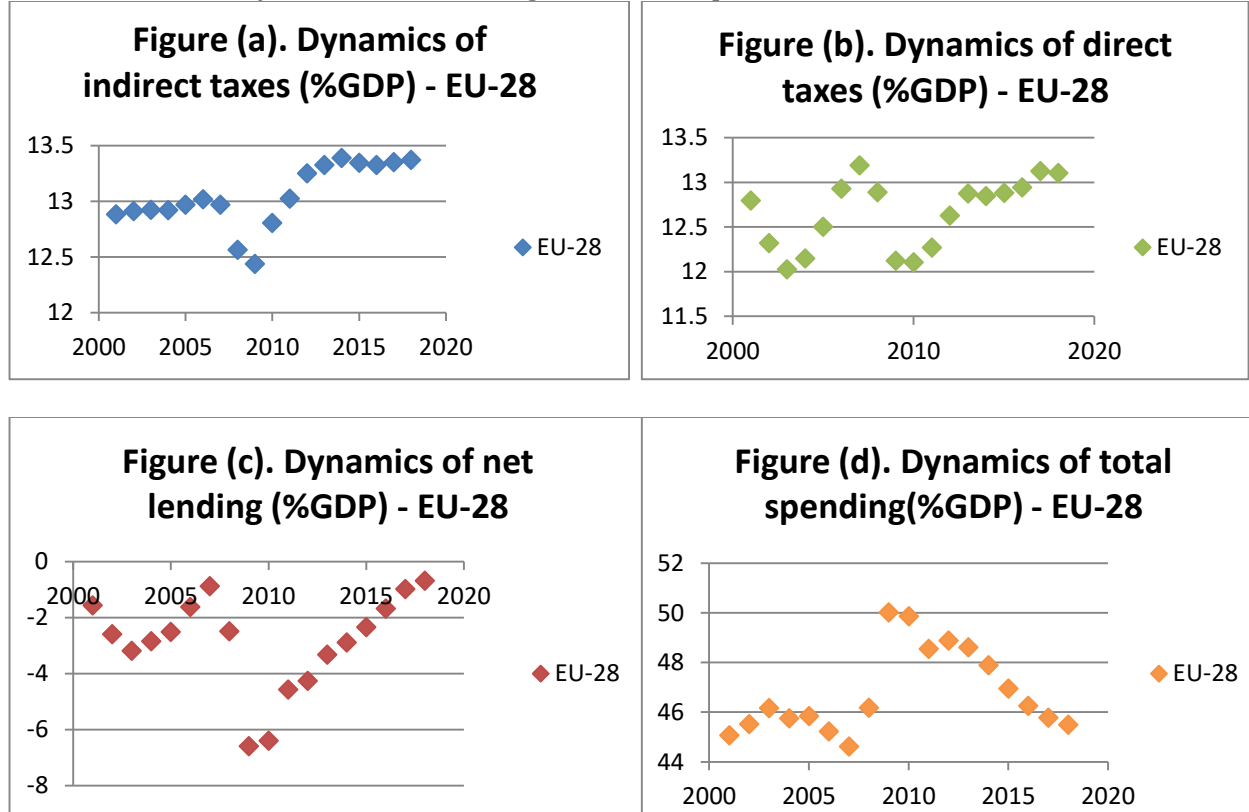 Figure (a). Dynamics of
indirect taxes (%GDP) - EU-28
13.5
13
12.5
12
2000 2005 2010 2015 2020
EU-28
Figure (b). Dynamics of direct
taxes (%GDP) - EU-28
13.5
13
12.5
12
11.5
2000 2010 2020
EU-28
Figure (c). Dynamics of net
lending (%GDP) - EU-28
0
-2
-4
-6
-8
2000 2005 2010 2015 2020
EU-28
Figure (d). Dynamics of total
spending(%GDP) - EU-28
52
50
48
46
44
2000 2005 2010 2015 2020
EU-28